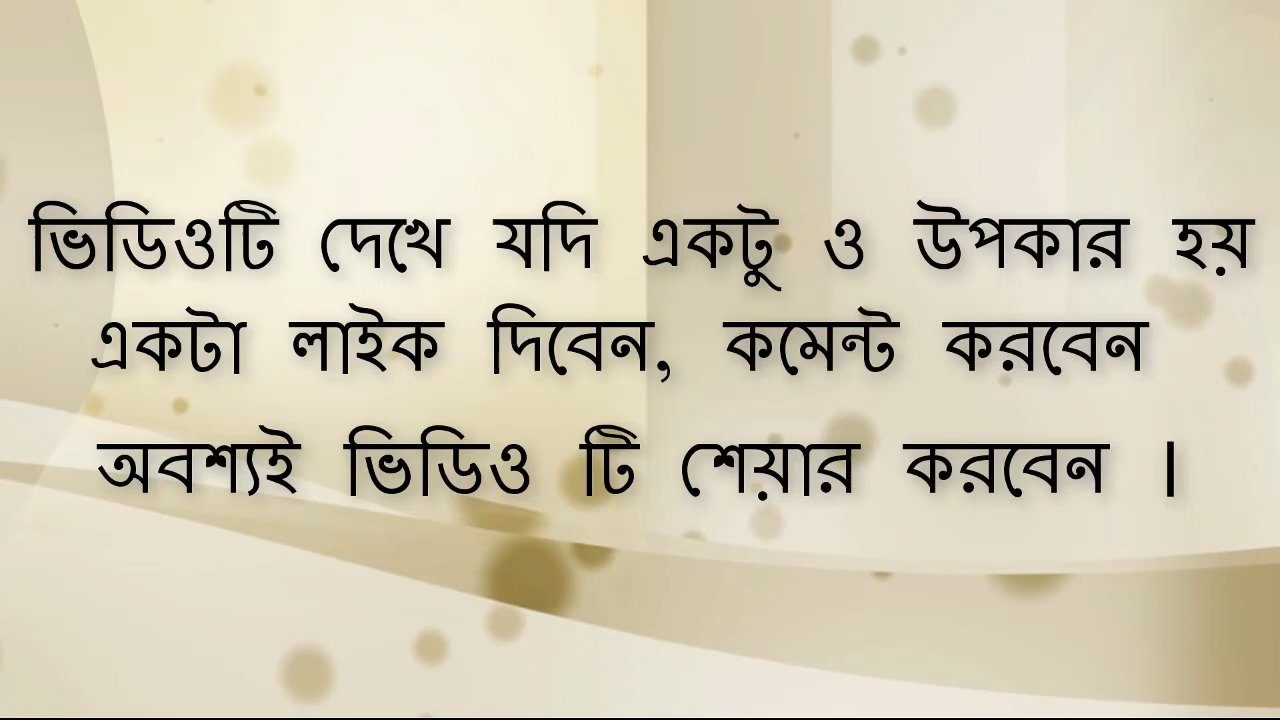 ভিডিওটি দেখে যদি একটু ও উপকার হয়
একটা লাইক দিবেন, কমেন্ট করবেন
অবশ্যই ভিডিও টি শেয়ার করবেন ।